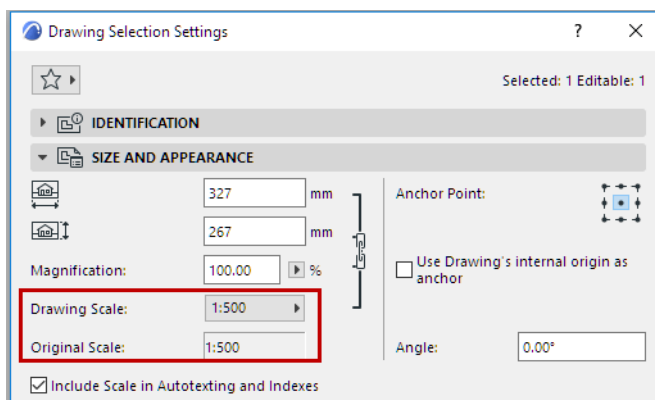 Drawing Selection Settings ? ×
Selected: 1 Editable: 1
IDENTIFICATION
SIZE AND APPEARANCE
327 mm
Anchor Point:
267 mm
Magnification: 100.00 %
Use Drawing's internal origin as
anchor
Drawing Scale: 1:500
Original Scale: 1:500
Angle: 0.00°
Include Scale in Autotexting and Indexes